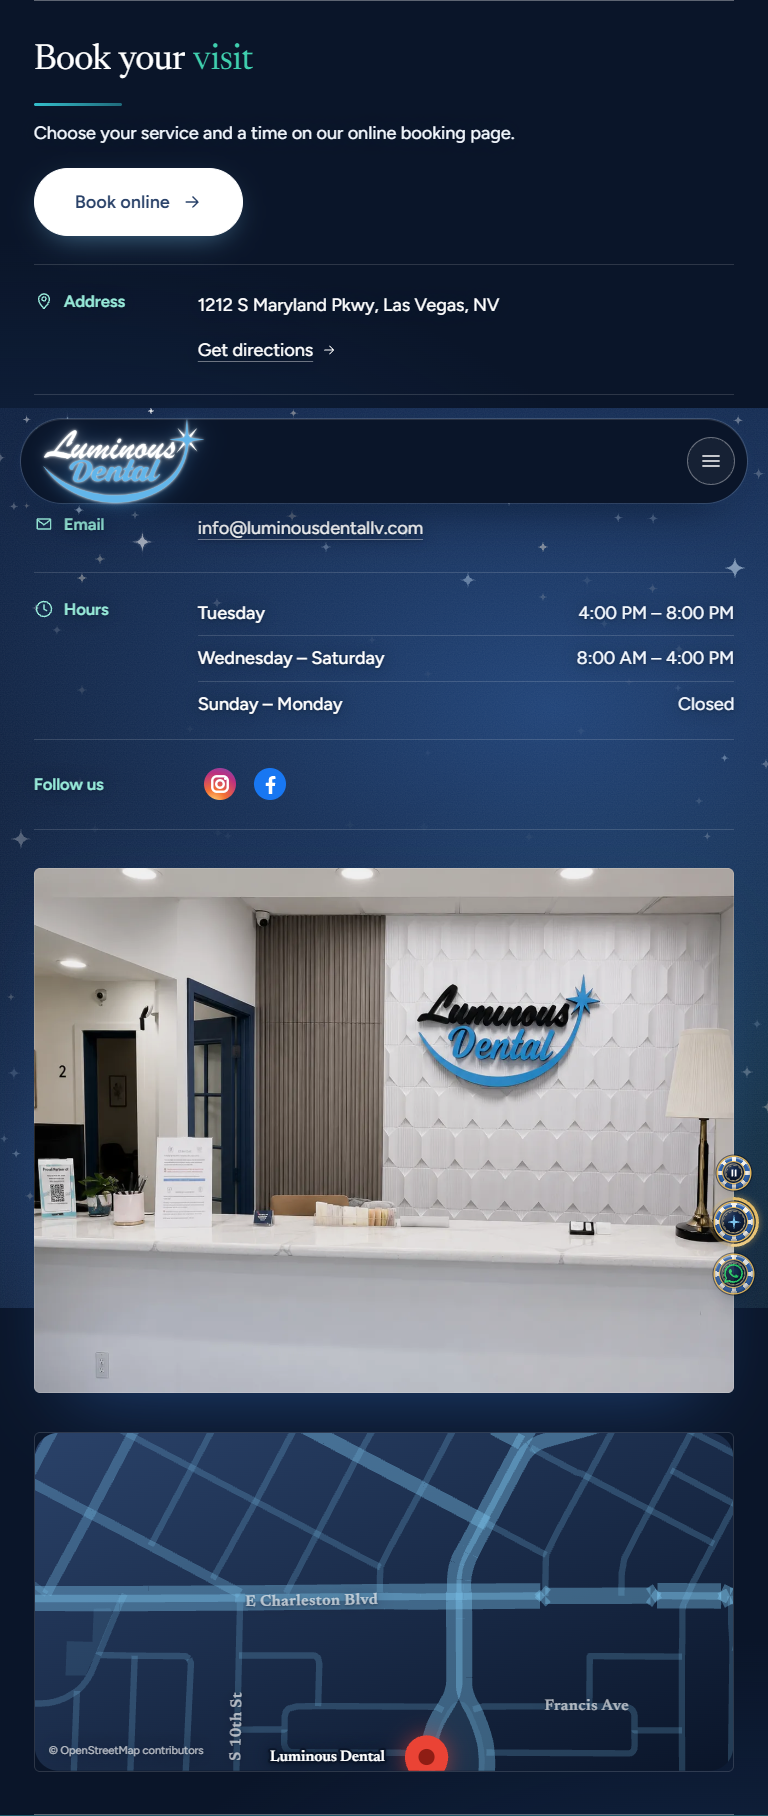 Book your visit
Choose your service and a time on our online booking page.
Book online
Address
1212 S Maryland Pkwy, Las Vegas, NV
Get directions
Luminous
Dental
Email
info@luminousdentallv.com
Hours
Tuesday
4:00 PM – 8:00 PM
Wednesday – Saturday
8:00 AM – 4:00 PM
Sunday – Monday
Closed
Follow us
Luminous
Dental
2
E Charleston Blvd
Francis Ave
S 10th St
© OpenStreetMap contributors
Luminous Dental